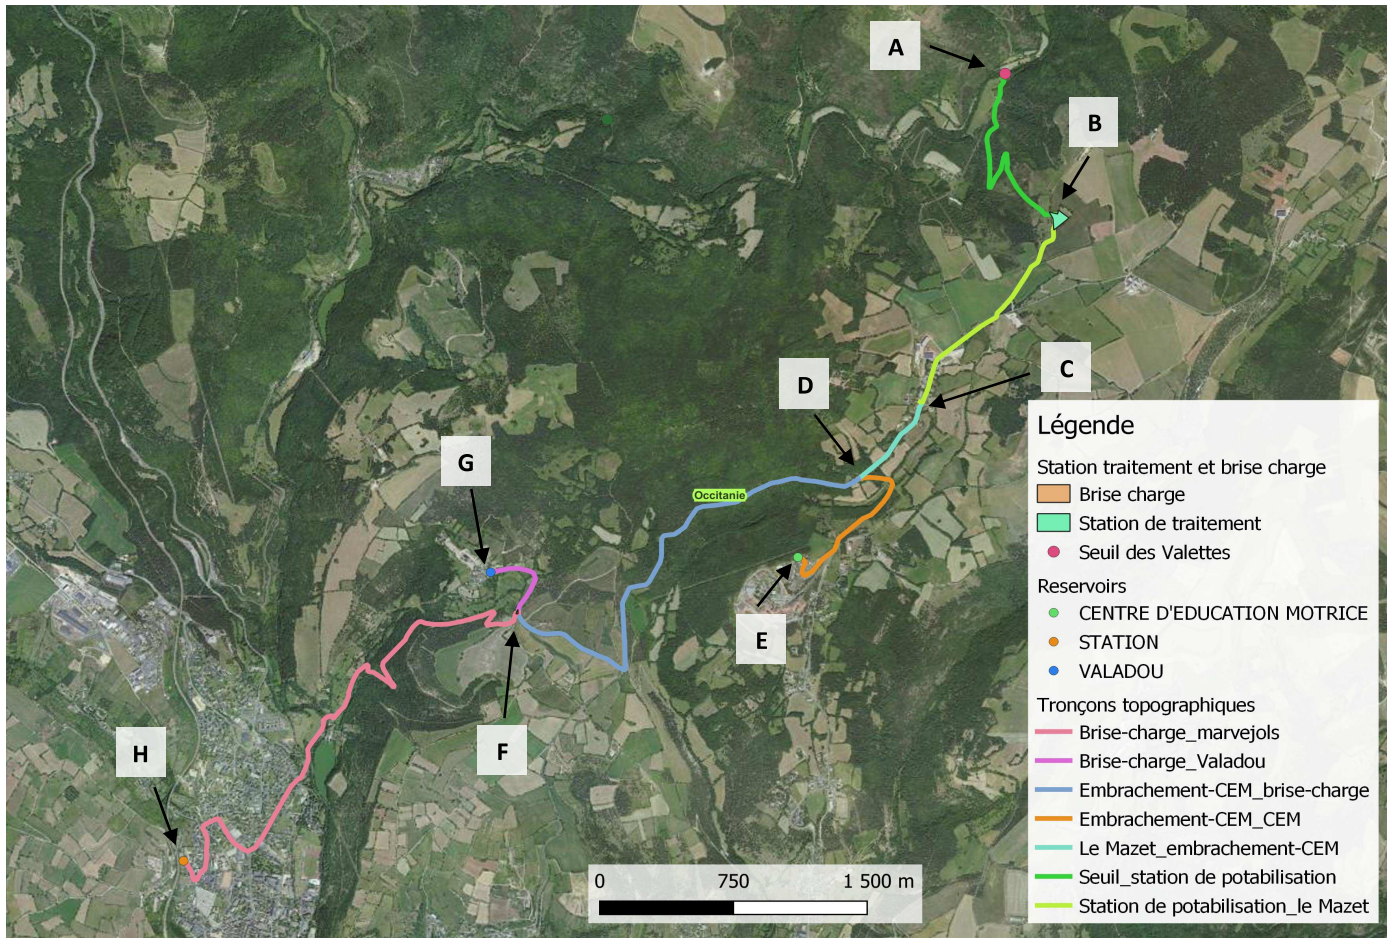 A
B
C
D
Occitanie
G
E
F
H
Légende
Station traitement et brise charge
Brise charge
Station de traitement
Seuil des Valettes
Reservoirs
CENTRE D'EDUCATION MOTRICE
STATION
VALADOU
Tronçons topographiques
Brise-charge_marvejols
Brise-charge_Valadou
Embrachement-CEM_brise-charge
Embrachement-CEM_CEM
Le Mazet_embrachement-CEM
Seuil_station de potabilisation
Station de potabilisation_le Mazet
0 750 1 500 m